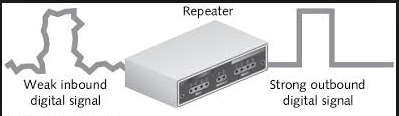 Repeater
Weak inbound
digital signal
Strong outbound
digital signal